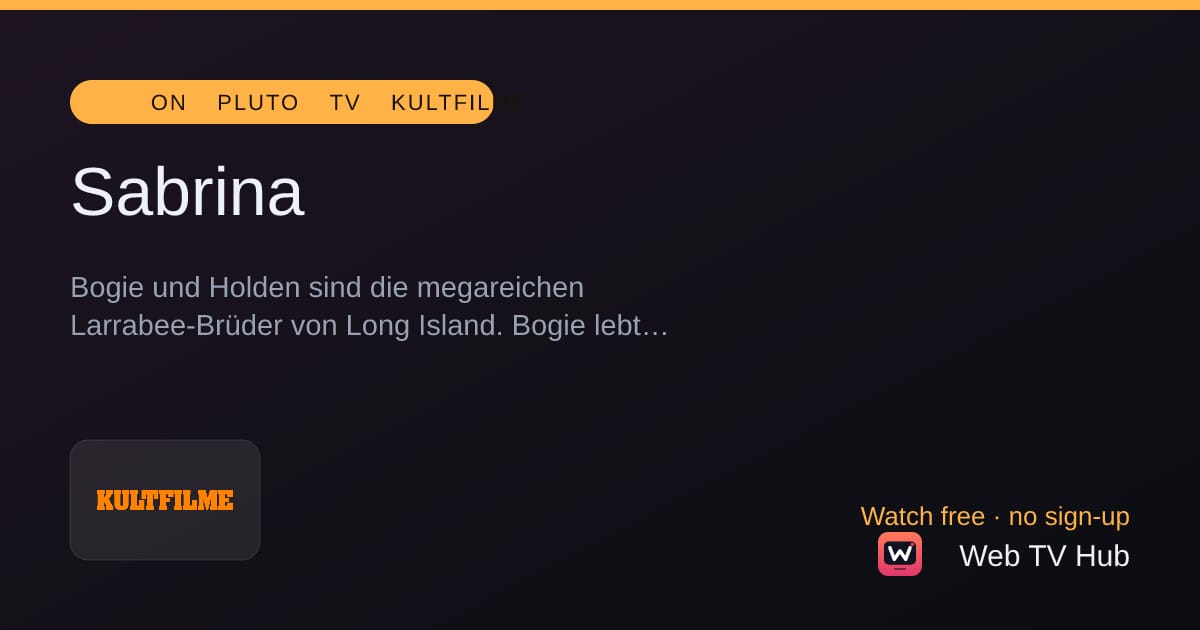 ON PLUTO TV KULTFIL
Sabrina
Bogie und Holden sind die megareichen
Larrabee-Brüder von Long Island. Bogie lebt…
KULTFILME
Watch free · no sign-up
W
Web TV Hub